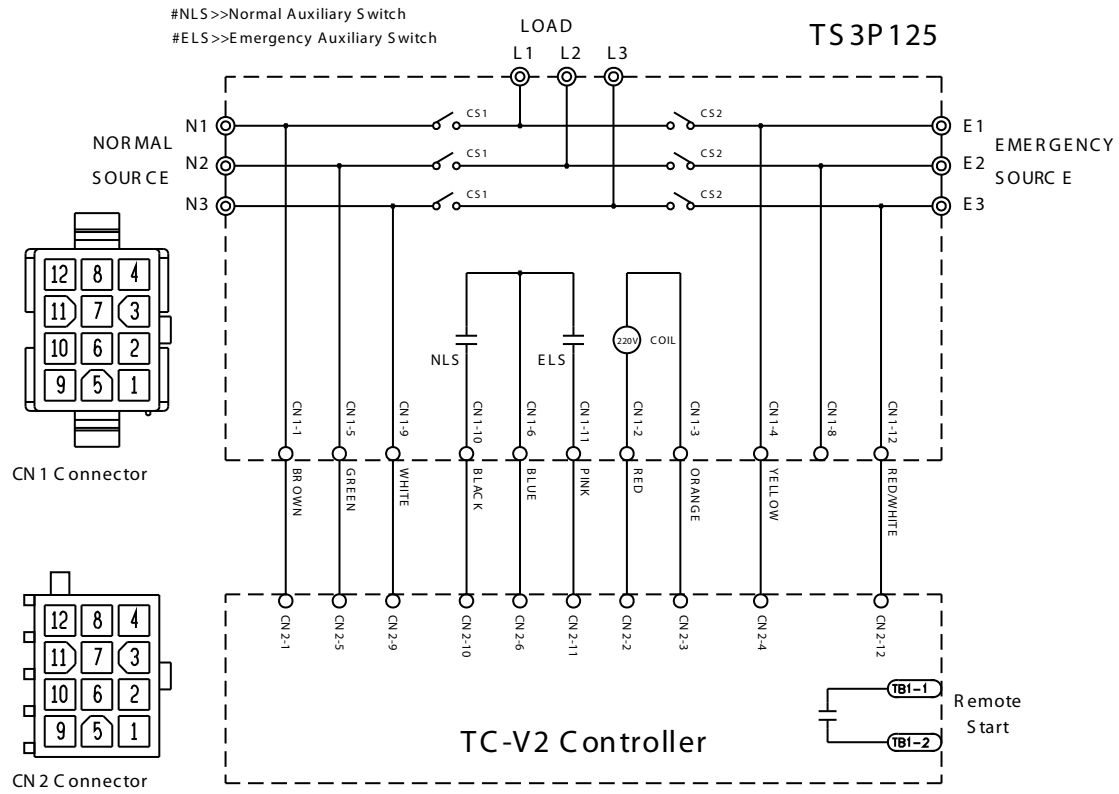 #NLS>>Normal Auxiliary Switch
#ELS>>Emergency Auxiliary Switch
LOAD
L1 L2 L3
TS3P125
NORMAL
SOURCE
N1
N2
N3
CS1
CS1
CS1
CS2
CS2
CS2
E1
E2
E3
EMERGENCY
SOURCE
12 8 4
11 7 3
10 6 2
9 5 1
CN1 Connector
NLS
ELS
220V
COIL
CN1-1
CN1-5
CN1-9
CN1-10
CN1-6
CN1-11
CN1-2
CN1-3
CN1-4
CN1-8
CN1-12
BROWN
GREEN
WHITE
BLACK
BLUE
PINK
RED
ORANGE
YELLOW
RED/WHITE
12 8 4
11 7 3
10 6 2
9 5 1
CN2 Connector
CN2-1
CN2-5
CN2-9
CN2-10
CN2-6
CN2-11
CN2-2
CN2-3
CN2-4
CN2-12
TC-V2 Controller
TB1-1
TB1-2
Remote
Start